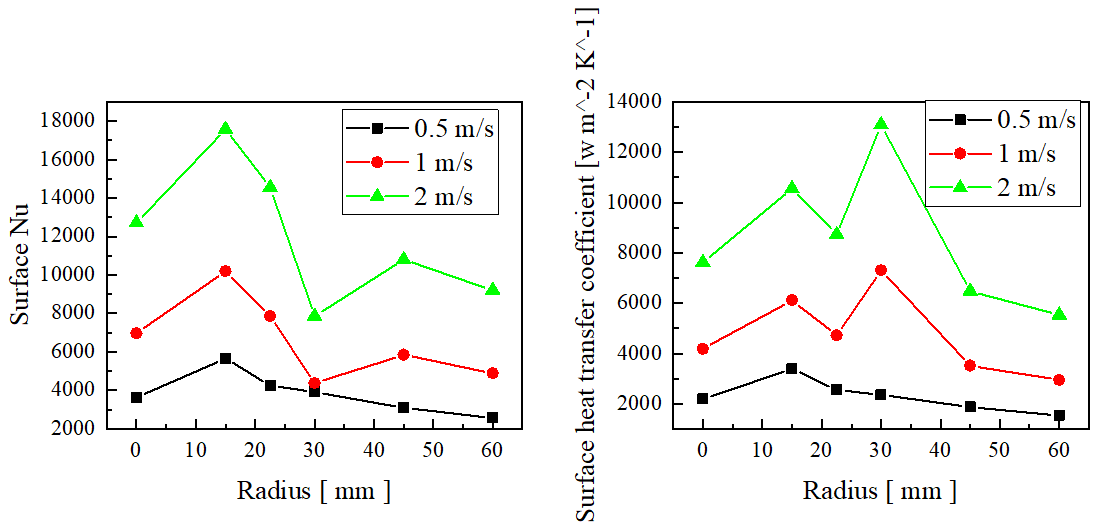 Surface Nu
18000
16000
14000
12000
10000
8000
6000
4000
2000
0.5 m/s
1 m/s
2 m/s
0 10 20 30 40 50 60
Radius [ mm ]
Surface heat transfer coefficient [w m^-2 K^-1]
14000
12000
10000
8000
6000
4000
2000
0.5 m/s
1 m/s
2 m/s
0 10 20 30 40 50 60
Radius [ mm ]